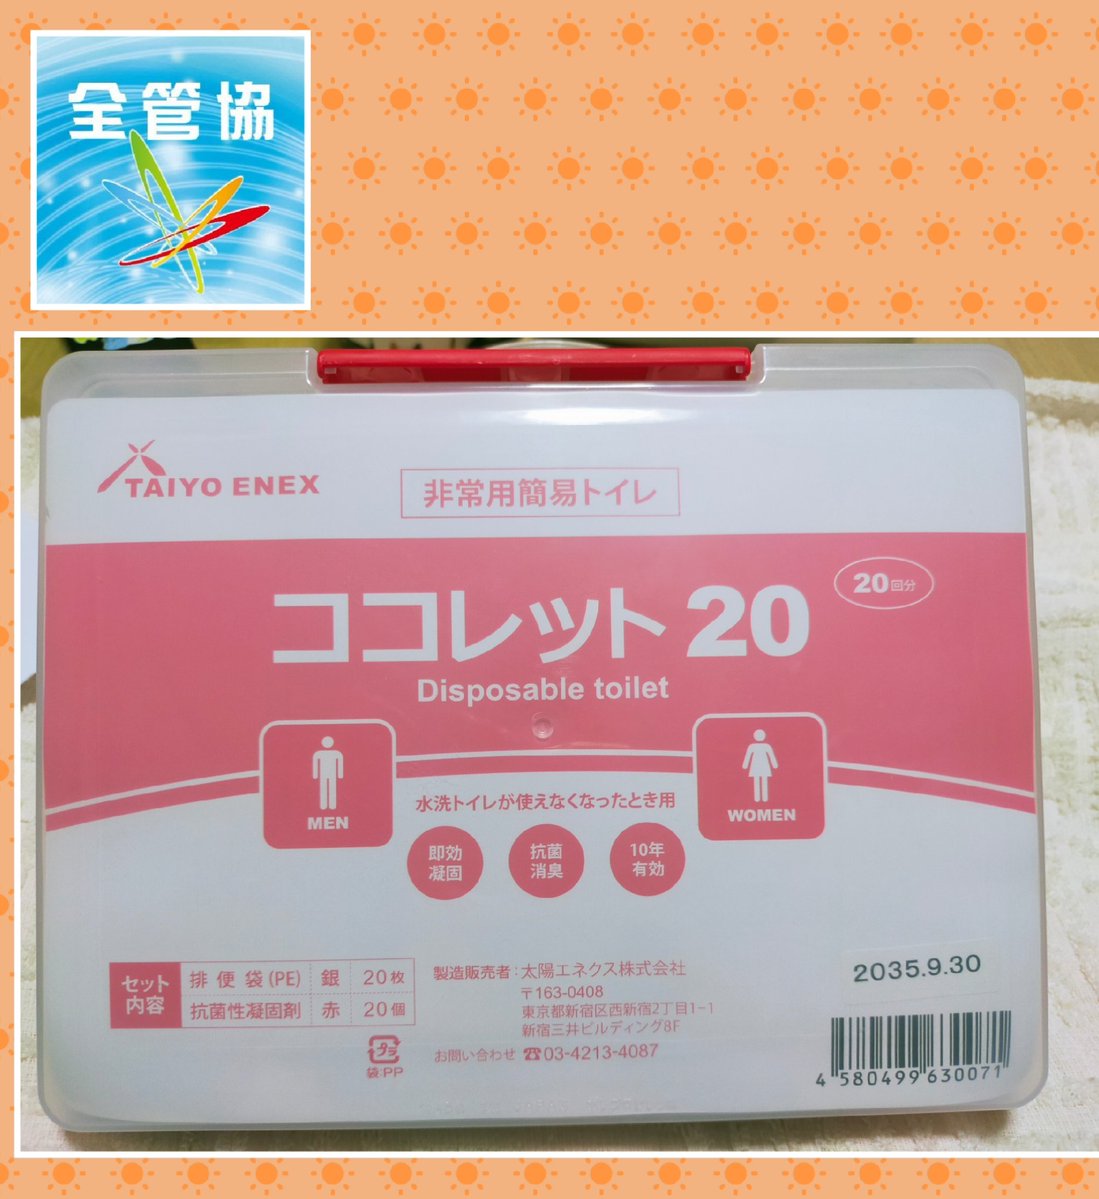 全管協
TAIYO ENEX
非常用簡易トイレ
20回分
ココレット20
Disposable toilet
MEN
WOMEN
水洗トイレが使えなくなったとき用
即効
凝固
抗菌
消臭
10年
有効
セット
内容
排便袋(PE) 銀 20枚
抗菌性凝固剤 赤 20個
プラ
袋:PP
製造販売者:太陽エネクス株式会社
〒163-0408
東京都新宿区西新宿2丁目1-1
新宿三井ビルディング8F
お問い合わせ ☎03-4213-4087
2035.9.30
4 580499 630071